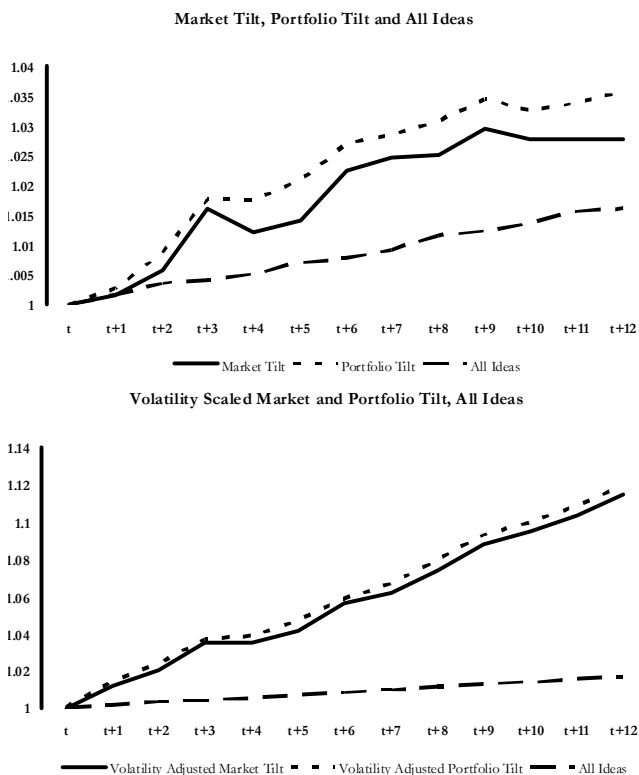 Market Tilt, Portfolio Tilt and All Ideas
1.04
.035
1.03
.025
1.02
1.015
1.01
.005
1
t t+1 t+2 t+3 t+4 t+5 t+6 t+7 t+8 t+9 t+10 t+11 t+12
Market Tilt Portfolio Tilt All Ideas
Volatility Scaled Market and Portfolio Tilt, All Ideas
1.14
1.12
1.1
1.08
1.06
1.04
1.02
1
t t+1 t+2 t+3 t+4 t+5 t+6 t+7 t+8 t+9 t+10 t+11 t+12
Volatility Adjusted Market Tilt Volatility Adjusted Portfolio Tilt All Ideas